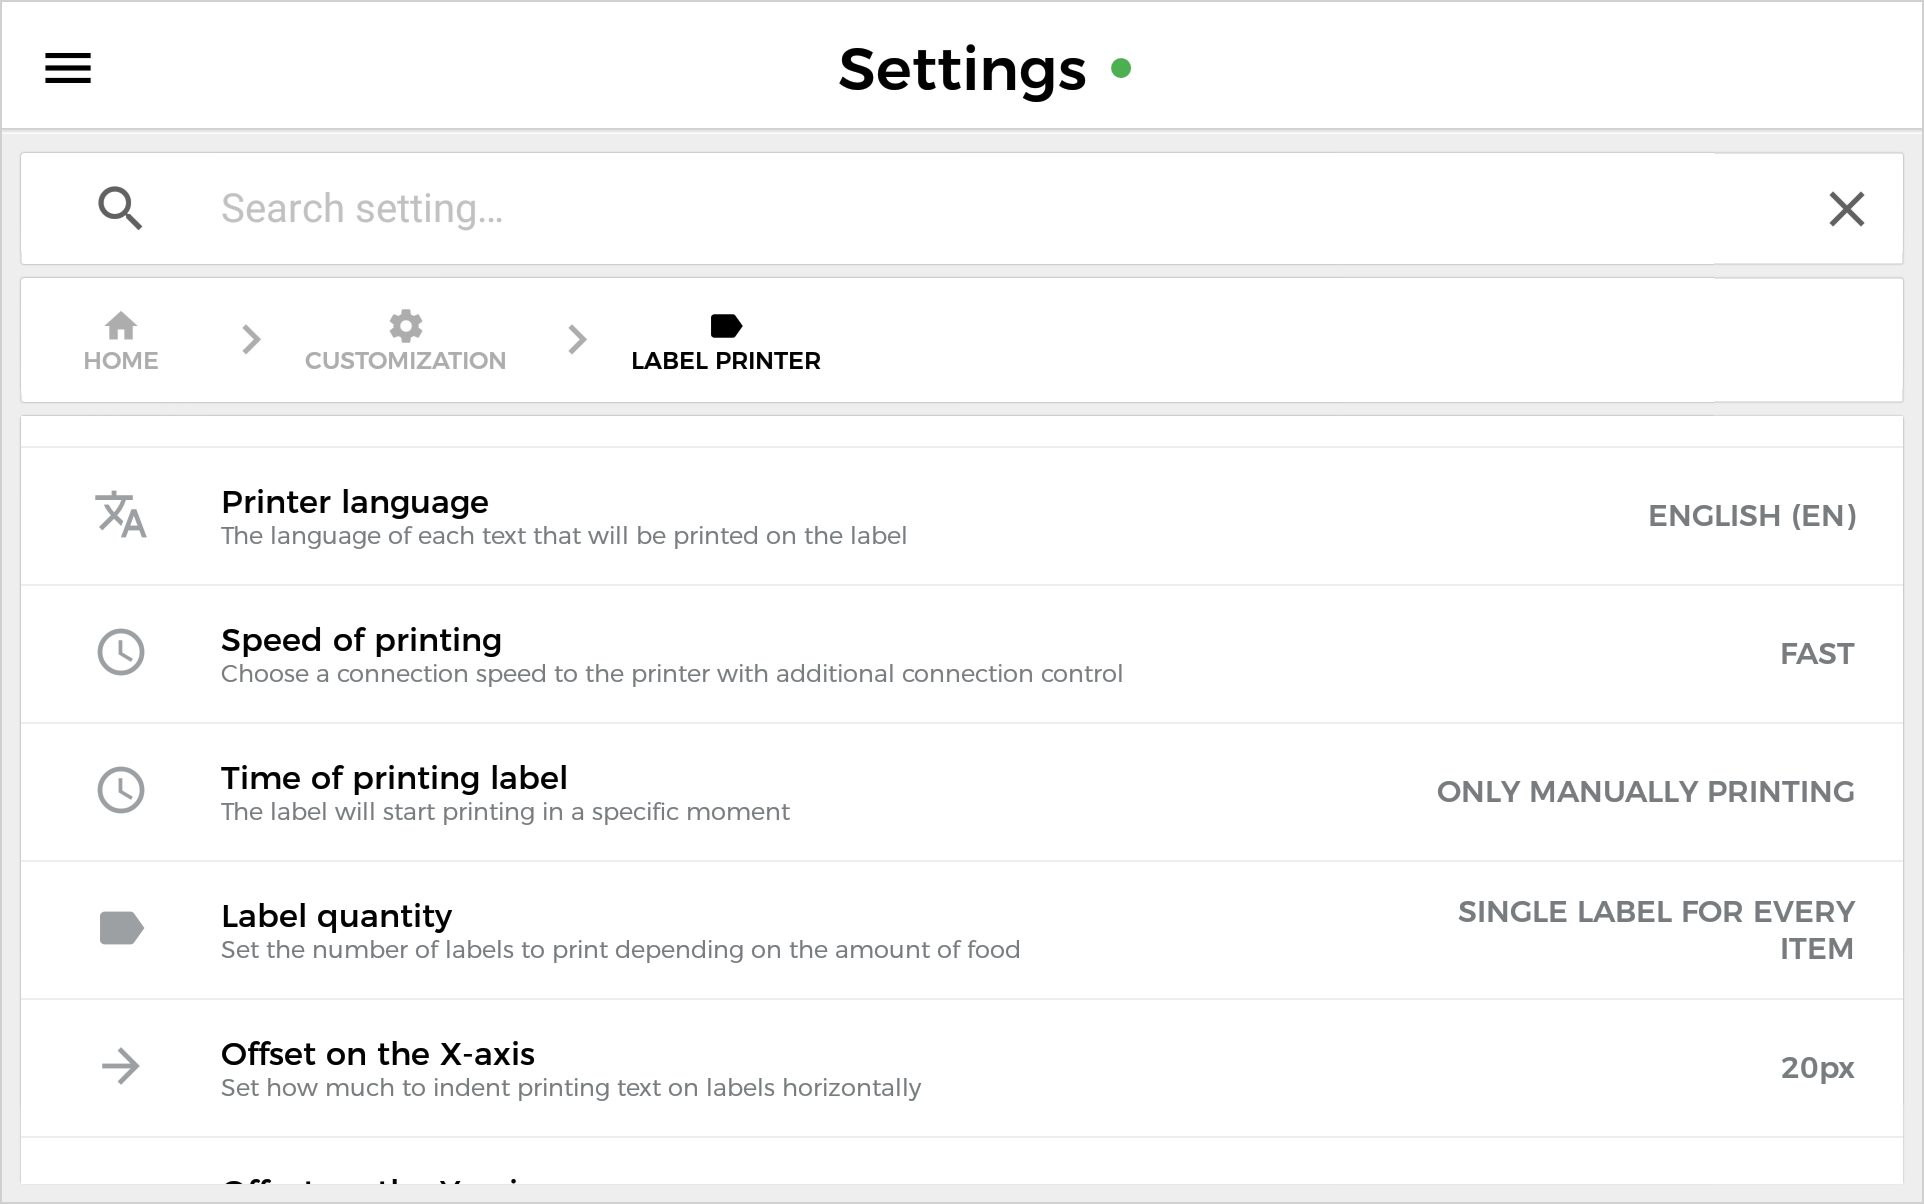 Settings
Search setting...
HOME
CUSTOMIZATION
LABEL PRINTER
Printer language
The language of each text that will be printed on the label
ENGLISH (EN)
Speed of printing
Choose a connection speed to the printer with additional connection control
FAST
Time of printing label
The label will start printing in a specific moment
ONLY MANUALLY PRINTING
Label quantity
Set the number of labels to print depending on the amount of food
SINGLE LABEL FOR EVERY
ITEM
Offset on the X-axis
Set how much to indent printing text on labels horizontally
20px